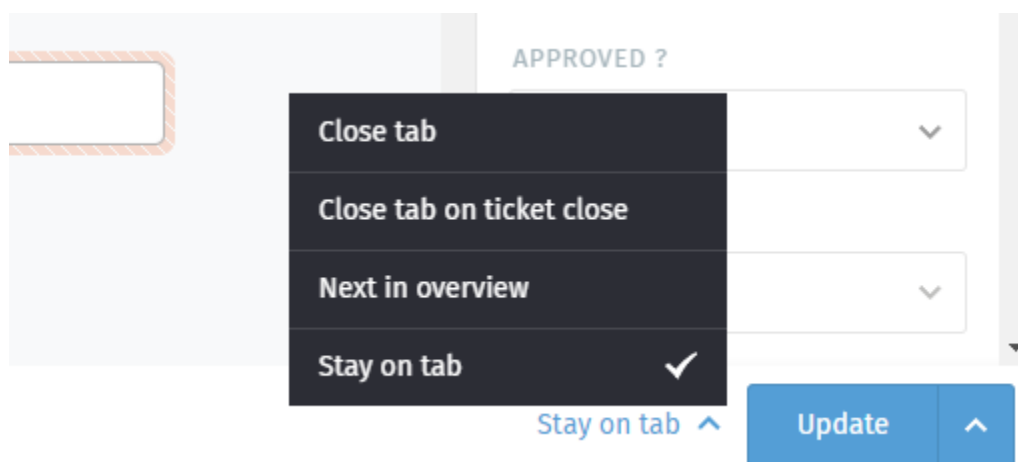 APPROVED ?
Close tab
Close tab on ticket close
Next in overview
Stay on tab
Stay on tab
Update